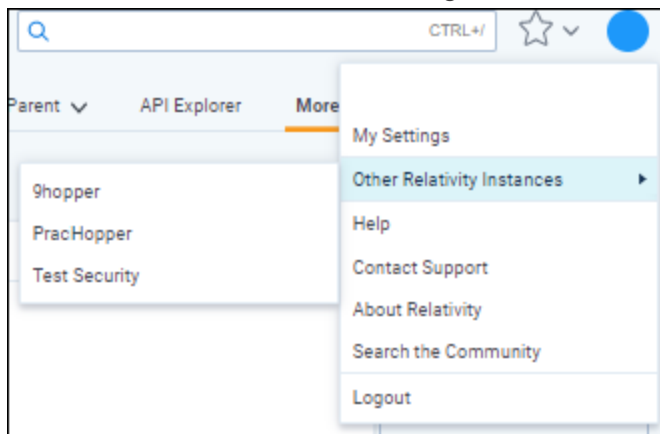 CTRL+/
Parent
API Explorer
More
My Settings
Other Relativity Instances
9hopper
PracHopper
Test Security
Help
Contact Support
About Relativity
Search the Community
Logout